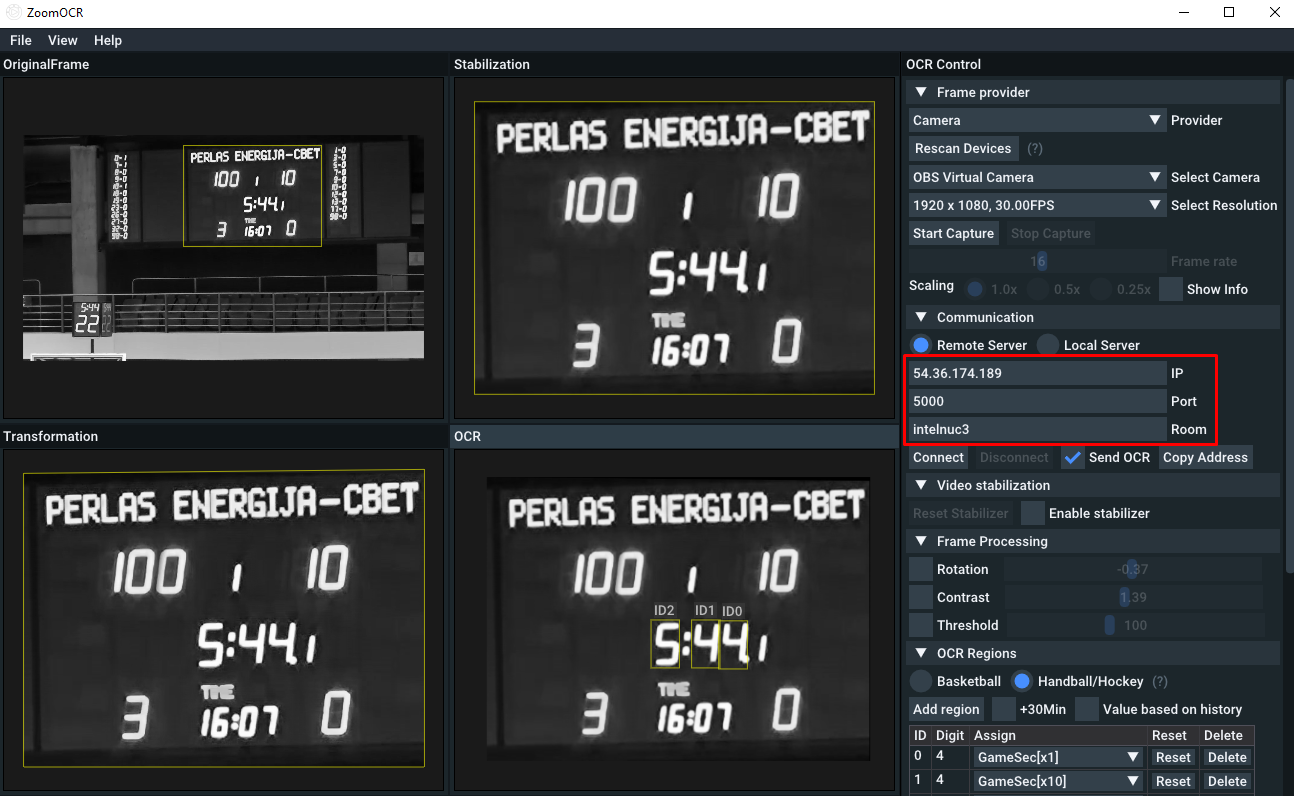 ZoomOCR
File View Help
OriginalFrame
PERLAS ENERGIJA-CBET
100 1 10
5:44.1
3 TIME 0
16:07
5:44
22
Stabilization
PERLAS ENERGIJA-CBET
100 1 10
5:44.1
TIME
3 16:07 0
Transformation
PERLAS ENERGIJA-CBET
100 1 10
5:44.1
TIME
3 16:07 0
OCR
PERLAS ENERGIJA-CBET
100 1 10
ID2 ID1 ID0
5:44.1
TIME
3 16:07 0
OCR Control
Frame provider
Camera Provider
Rescan Devices (?)
OBS Virtual Camera Select Camera
1920 x 1080, 30.00FPS Select Resolution
Start Capture Stop Capture
16 Frame rate
Scaling 1.0x 0.5x 0.25x Show Info
Communication
Remote Server Local Server
54.36.174.189 IP
5000 Port
intelnuc3 Room
Connect Disconnect Send OCR Copy Address
Video stabilization
Reset Stabilizer Enable stabilizer
Frame Processing
Rotation -0.37
Contrast 1.39
Threshold 100
OCR Regions
Basketball Handball/Hockey (?)
Add region +30Min Value based on history
ID Digit Assign Reset Delete
0 4 GameSec[x1] Reset Delete
1 4 GameSec[x10] Reset Delete